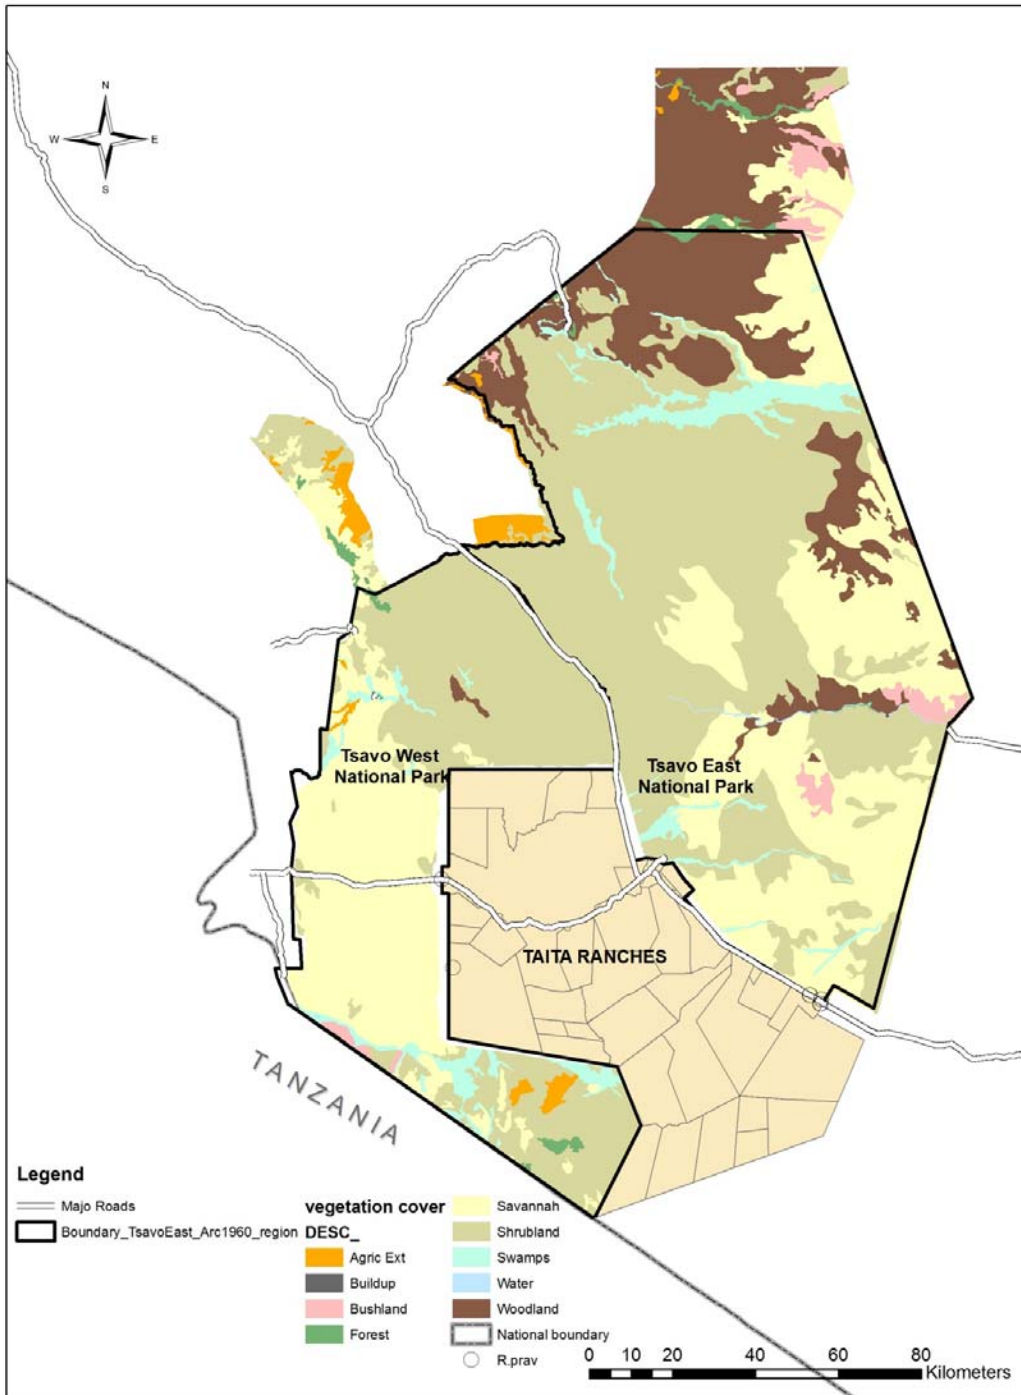 N
W E
S
Tsavo West
National Park
Tsavo East
National Park
TAITA RANCHES
TANZANIA
Legend
Majo Roads
Boundary_TsavoEast_Arc1960_region
vegetation cover
DESC_
Agric Ext
Buildup
Bushland
Forest
Savannah
Shrubland
Swamps
Water
Woodland
National boundary
R.prav
0 10 20 40 60 80
Kilometers